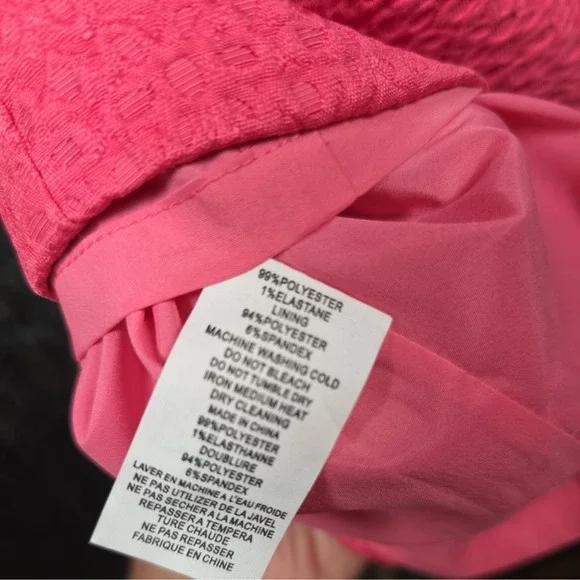 99%POLYESTER
1%ELASTANE
LINING
94%POLYESTER
6%SPANDEX
MACHINE WASHING COLD
DO NOT BLEACH
DO NOT TUMBLE DRY
IRON MEDIUM HEAT
DRY CLEANING
MADE IN CHINA
99%POLYESTER
1%ELASTHANNE
DOUBLURE
94%POLYESTER
6%SPANDEX
LAVER EN MACHINE A L'EAU FROIDE
NE PAS UTILIZER DE LA JAVEL
NE PAS SECHER A LA MACHINE
REPASSER A TEMPERA
TURE CHAUDE
NE PAS REPASSER
FABRIQUE EN CHINE